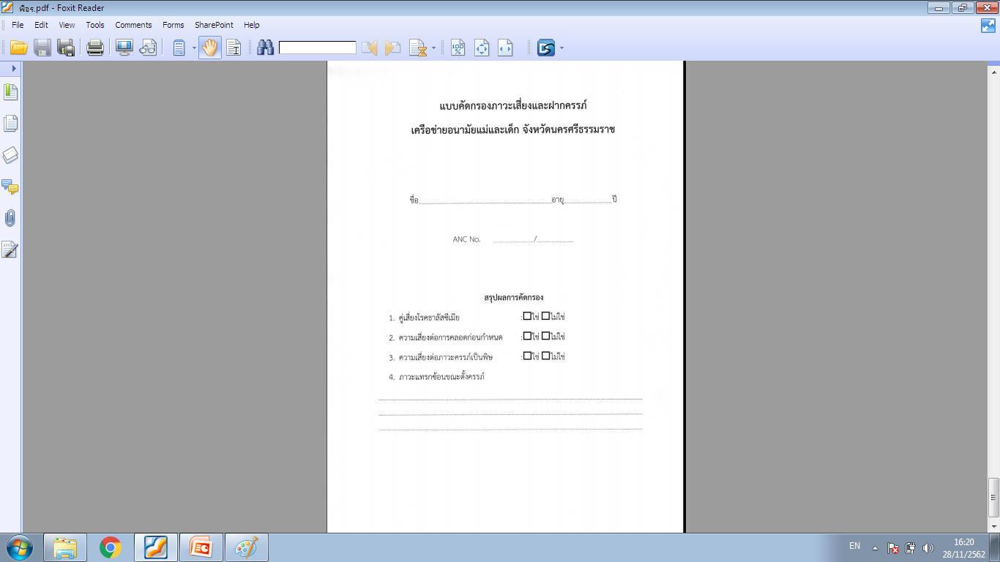 พิจร.pdf - Foxit Reader
File Edit View Tools Comments Forms SharePoint Help
100 %
แบบคัดกรองภาวะเสี่ยงและฝากครรภ์
เครือข่ายอนามัยแม่และเด็ก จังหวัดนครศรีธรรมราช
ชื่อ..........................................................อายุ.....................ปี
ANC No. ................../................
สรุปผลการคัดกรอง
1. คู่เสี่ยงโรคธาลัสซีเมีย :☐ใช่ ☐ไม่ใช่
2. ความเสี่ยงต่อการคลอดก่อนกำหนด :☐ใช่ ☐ไม่ใช่
3. ความเสี่ยงต่อภาวะครรภ์เป็นพิษ :☐ใช่ ☐ไม่ใช่
4. ภาวะแทรกซ้อนขณะตั้งครรภ์
EN 16:20
28/11/2562